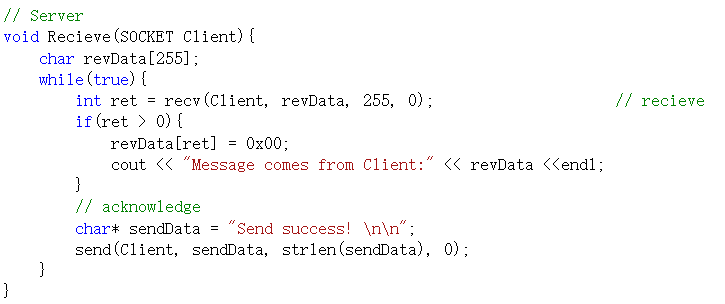 // Server
void Recieve(SOCKET Client){
    char revData[255];
    while(true){
        int ret = recv(Client, revData, 255, 0);                    // recieve
        if(ret > 0){
            revData[ret] = 0x00;
            cout << "Message comes from Client:" << revData <<endl;
        }
        // acknowledge
        char* sendData = "Send success! \n\n";
        send(Client, sendData, strlen(sendData), 0);
    }
}